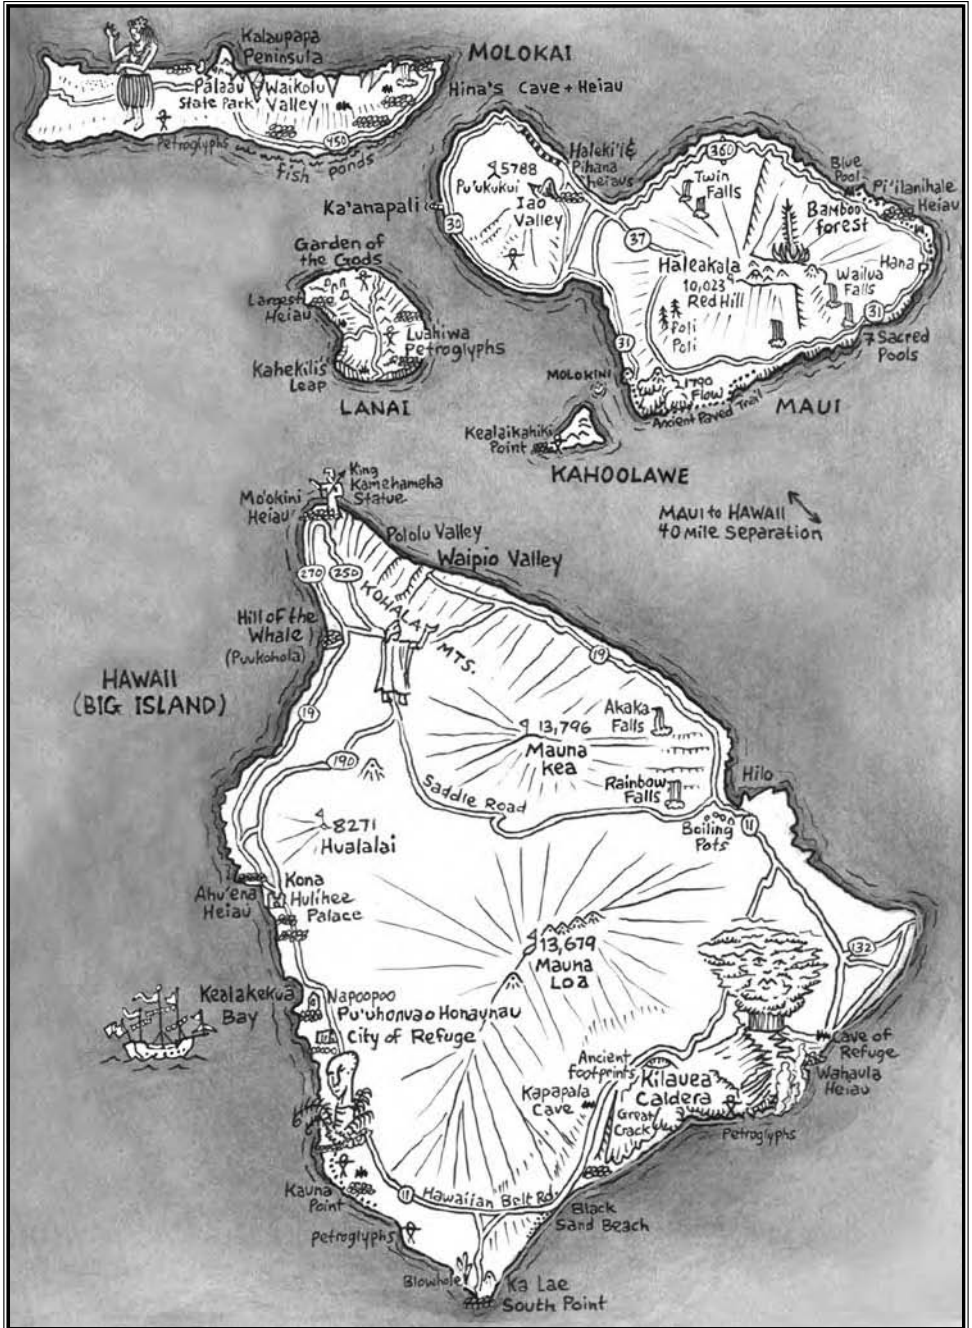 MOLOKAI
Kalaupapa
Peninsula
Palaau
State Park
Waikolu
Valley
Hina's Cave + Heiau
Petroglyphs
450
fish ponds
Haleki'i &
Pihana
heiaus
5788
Pu'ukukui
Iao
Valley
Ka'anapali
30
360
Twin
Falls
Blue
Pool
Pi'ilanihale
Heiau
Bamboo
forest
37
Haleakala
10,023
Red Hill
Hana
Wailua
Falls
Poli
Poli
31
31
7 Sacred
Pools
1790
Flow
Ancient Paved Trail
MAUI
Garden of
the Gods
Largest
Heiau
Luahiwa
Petroglyphs
Kahekili's
Leap
LANAI
MOLOKINI
Kealaikahiki
Point
KAHOOLAWE
MAUI to HAWAII
40 Mile Separation
King
Kamehameha
Statue
Mo'okini
Heiau
Pololu Valley
Waipio Valley
270
250
KOHALA
MTS.
Hill of the
Whale
(Puukohola)
19
HAWAII
(BIG ISLAND)
19
190
13,796
Mauna
Kea
Akaka
Falls
Rainbow
Falls
Hilo
Saddle Road
Boiling
Pots
11
8271
Hualalai
Ahu'ena
Heiau
Kona
Hulihee
Palace
13,679
Mauna
Loa
132
Kealakekua
Bay
Napoopoo
Pu'uhonua o Honaunau
City of Refuge
Ancient
footprints
Kilauea
Caldera
Cave of
Refuge
Wahaula
Heiau
Kapapala
Cave
Great
Crack
Petroglyphs
Kauna
Point
11
Hawaiian Belt Rd.
Black
Sand Beach
Petroglyphs
Blowhole
Ka Lae
South Point